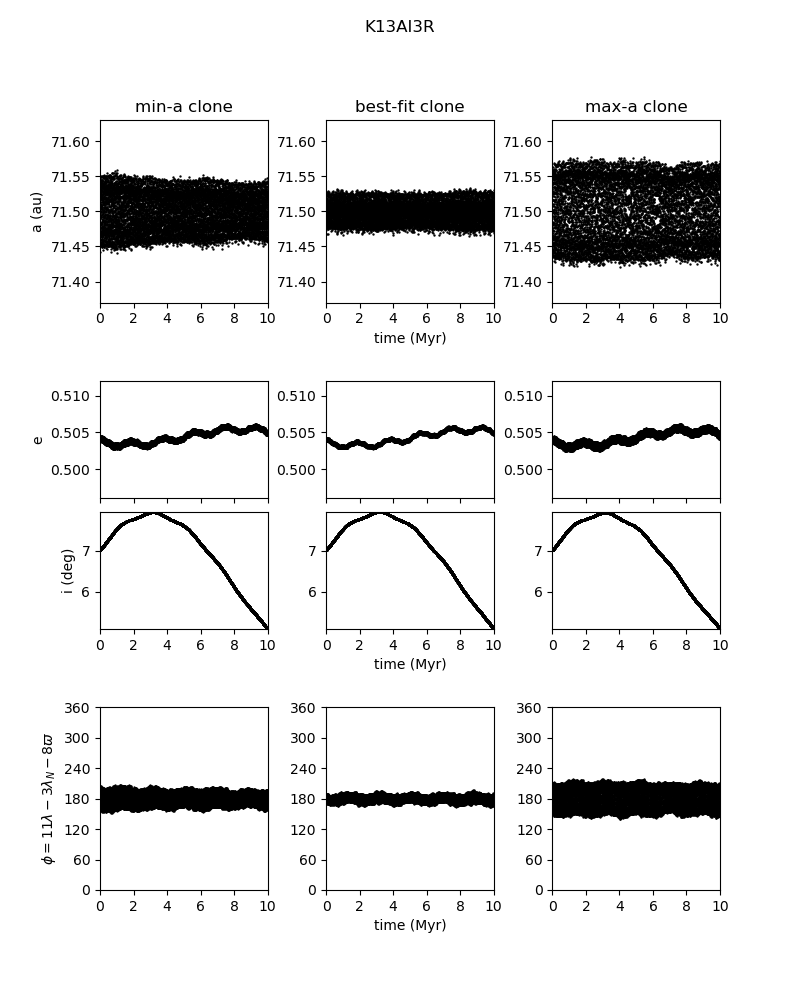 K13AI3R
min-a clone best-fit clone max-a clone
71.60 71.60 71.60
71.55 71.55 71.55
a (au) 71.50 71.50 71.50
71.45 71.45 71.45
71.40 71.40 71.40
0 2 4 6 8 10 0 2 4 6 8 10 0 2 4 6 8 10
time (Myr)
0.510 0.510 0.510
e 0.505 0.505 0.505
0.500 0.500 0.500
i (deg) 7 7 7
6 6 6
0 2 4 6 8 10 0 2 4 6 8 10 0 2 4 6 8 10
time (Myr)
ϕ = 11λ − 3λ_N − 8ϖ
360 360 360
300 300 300
240 240 240
180 180 180
120 120 120
60 60 60
0 0 0
0 2 4 6 8 10 0 2 4 6 8 10 0 2 4 6 8 10
time (Myr)